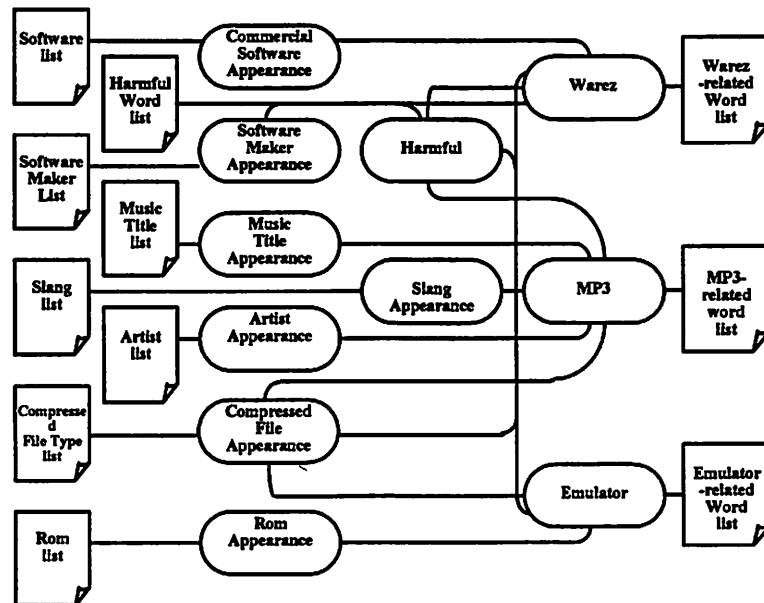 Software
list
Commercial
Software
Appearance
Harmful
Word
list
Warez
Warez
-related
Word
list
Software
Maker
List
Software
Maker
Appearance
Harmful
Music
Title
list
Music
Title
Appearance
Slang
list
Slang
Appearance
MP3
MP3-
related
word
list
Artist
list
Artist
Appearance
Compresse
d
File Type
list
Compressed
File
Appearance
Emulator
Emulator
-related
Word
list
Rom
list
Rom
Appearance